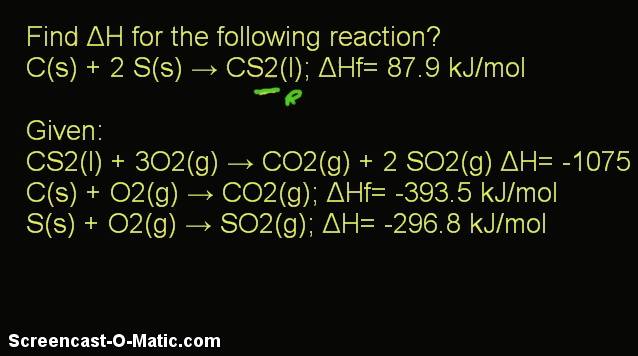 Find ΔH for the following reaction?
C(s) + 2 S(s) → CS2(l); ΔHf= 87.9 kJ/mol
R
Given:
CS2(l) + 3O2(g) → CO2(g) + 2 SO2(g) ΔH= -1075
C(s) + O2(g) → CO2(g); ΔHf= -393.5 kJ/mol
S(s) + O2(g) → SO2(g); ΔH= -296.8 kJ/mol
Screencast-O-Matic.com